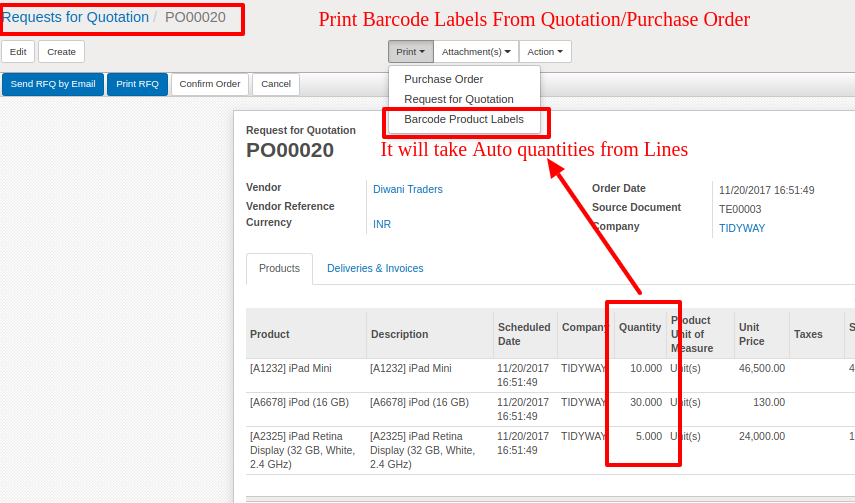 Requests for Quotation / PO00020
Print Barcode Labels From Quotation/Purchase Order
Edit Create Print Attachment(s) Action
Send RFQ by Email Print RFQ Confirm Order Cancel
Purchase Order
Request for Quotation
Barcode Product Labels
Request for Quotation
PO00020
It will take Auto quantities from Lines
Vendor Diwani Traders Order Date 11/20/2017 16:51:49
Vendor Reference Source Document TE00003
Currency INR Company TIDYWAY
Products Deliveries & Invoices
Product Description Scheduled Date Company Quantity Product Unit of Measure Unit Price Taxes S
[A1232] iPad Mini [A1232] iPad Mini 11/20/2017 TIDYWAY 10.000 Unit(s) 46,500.00 4
16:51:49
[A6678] iPod (16 GB) [A6678] iPod (16 GB) 11/20/2017 TIDYWAY 30.000 Unit(s) 130.00
16:51:49
[A2325] iPad Retina [A2325] iPad Retina 11/20/2017 TIDYWAY 5.000 Unit(s) 24,000.00 1
Display (32 GB, White, Display (32 GB, White, 16:51:49
2.4 GHz) 2.4 GHz)